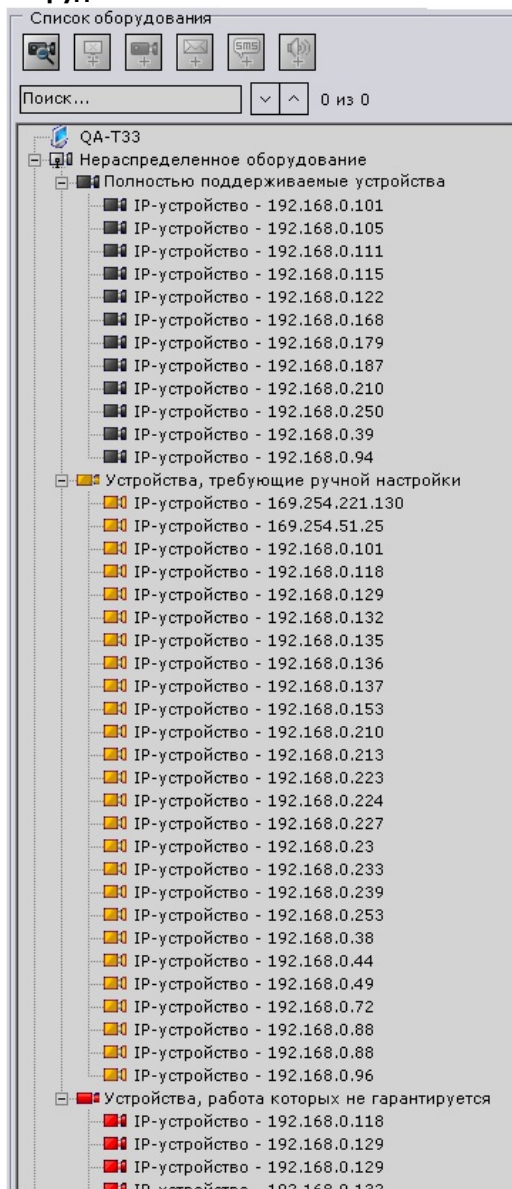 Список оборудования
SMS
Поиск...
0 из 0
QA-T33
Нераспределенное оборудование
Полностью поддерживаемые устройства
IP-устройство - 192.168.0.101
IP-устройство - 192.168.0.105
IP-устройство - 192.168.0.111
IP-устройство - 192.168.0.115
IP-устройство - 192.168.0.122
IP-устройство - 192.168.0.168
IP-устройство - 192.168.0.179
IP-устройство - 192.168.0.187
IP-устройство - 192.168.0.210
IP-устройство - 192.168.0.250
IP-устройство - 192.168.0.39
IP-устройство - 192.168.0.94
Устройства, требующие ручной настройки
IP-устройство - 169.254.221.130
IP-устройство - 169.254.51.25
IP-устройство - 192.168.0.101
IP-устройство - 192.168.0.118
IP-устройство - 192.168.0.129
IP-устройство - 192.168.0.132
IP-устройство - 192.168.0.135
IP-устройство - 192.168.0.136
IP-устройство - 192.168.0.137
IP-устройство - 192.168.0.153
IP-устройство - 192.168.0.210
IP-устройство - 192.168.0.213
IP-устройство - 192.168.0.223
IP-устройство - 192.168.0.224
IP-устройство - 192.168.0.227
IP-устройство - 192.168.0.23
IP-устройство - 192.168.0.233
IP-устройство - 192.168.0.239
IP-устройство - 192.168.0.253
IP-устройство - 192.168.0.38
IP-устройство - 192.168.0.44
IP-устройство - 192.168.0.49
IP-устройство - 192.168.0.72
IP-устройство - 192.168.0.88
IP-устройство - 192.168.0.88
IP-устройство - 192.168.0.96
Устройства, работа которых не гарантируется
IP-устройство - 192.168.0.118
IP-устройство - 192.168.0.129
IP-устройство - 192.168.0.129